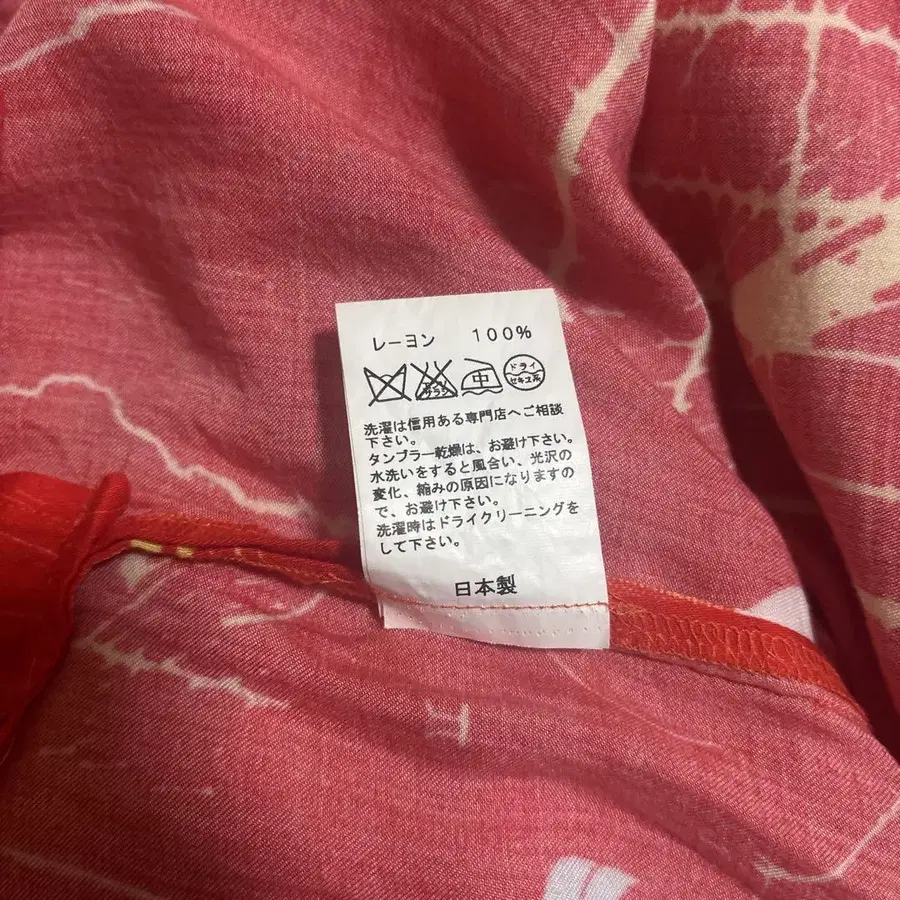 レーヨン 100%
サラシ 中 ドライ
セキユ系
洗濯は信用ある専門店へご相談
下さい。
タンブラー乾燥は、お避け下さい。
水洗いをすると風合い、光沢の
変化、縮みの原因になりますの
で、お避け下さい。
洗濯時はドライクリーニングを
して下さい。
日本製